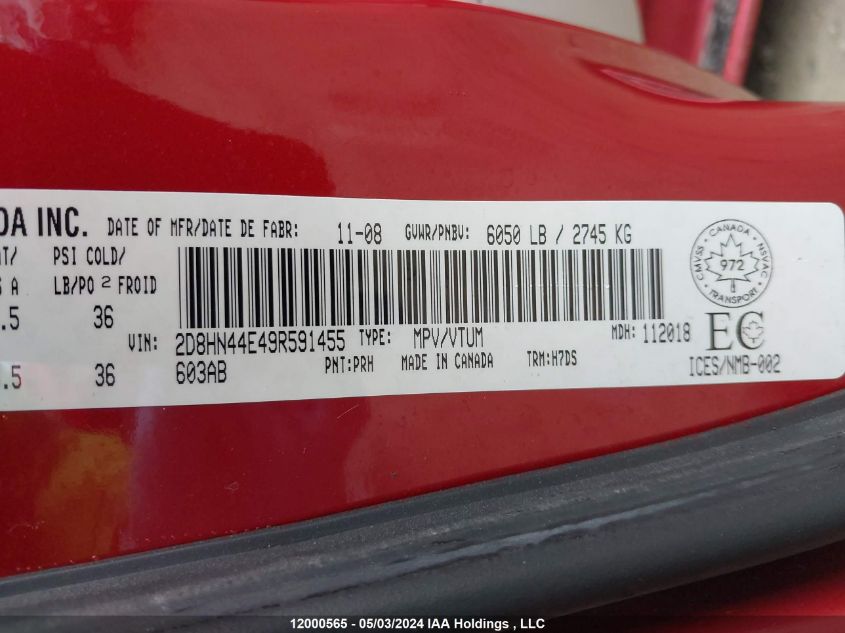 DA INC. DATE OF MFR/DATE DE FABR: 11-08 GVWR/PNBV: 6050 LB / 2745 KG
PSI COLD/
LB/PO 2 FROID
A
.5 36
VIN: 2D8HN44E49R591455 TYPE: MPV/VTUM MDH: 112018
.5 36 603AB PNT:PRH MADE IN CANADA TRM:H7DS
CANADA
CMVSS NSVAC
972
TRANSPORT
EC
ICES/NMB-002
12000565 - 05/03/2024 IAA Holdings , LLC